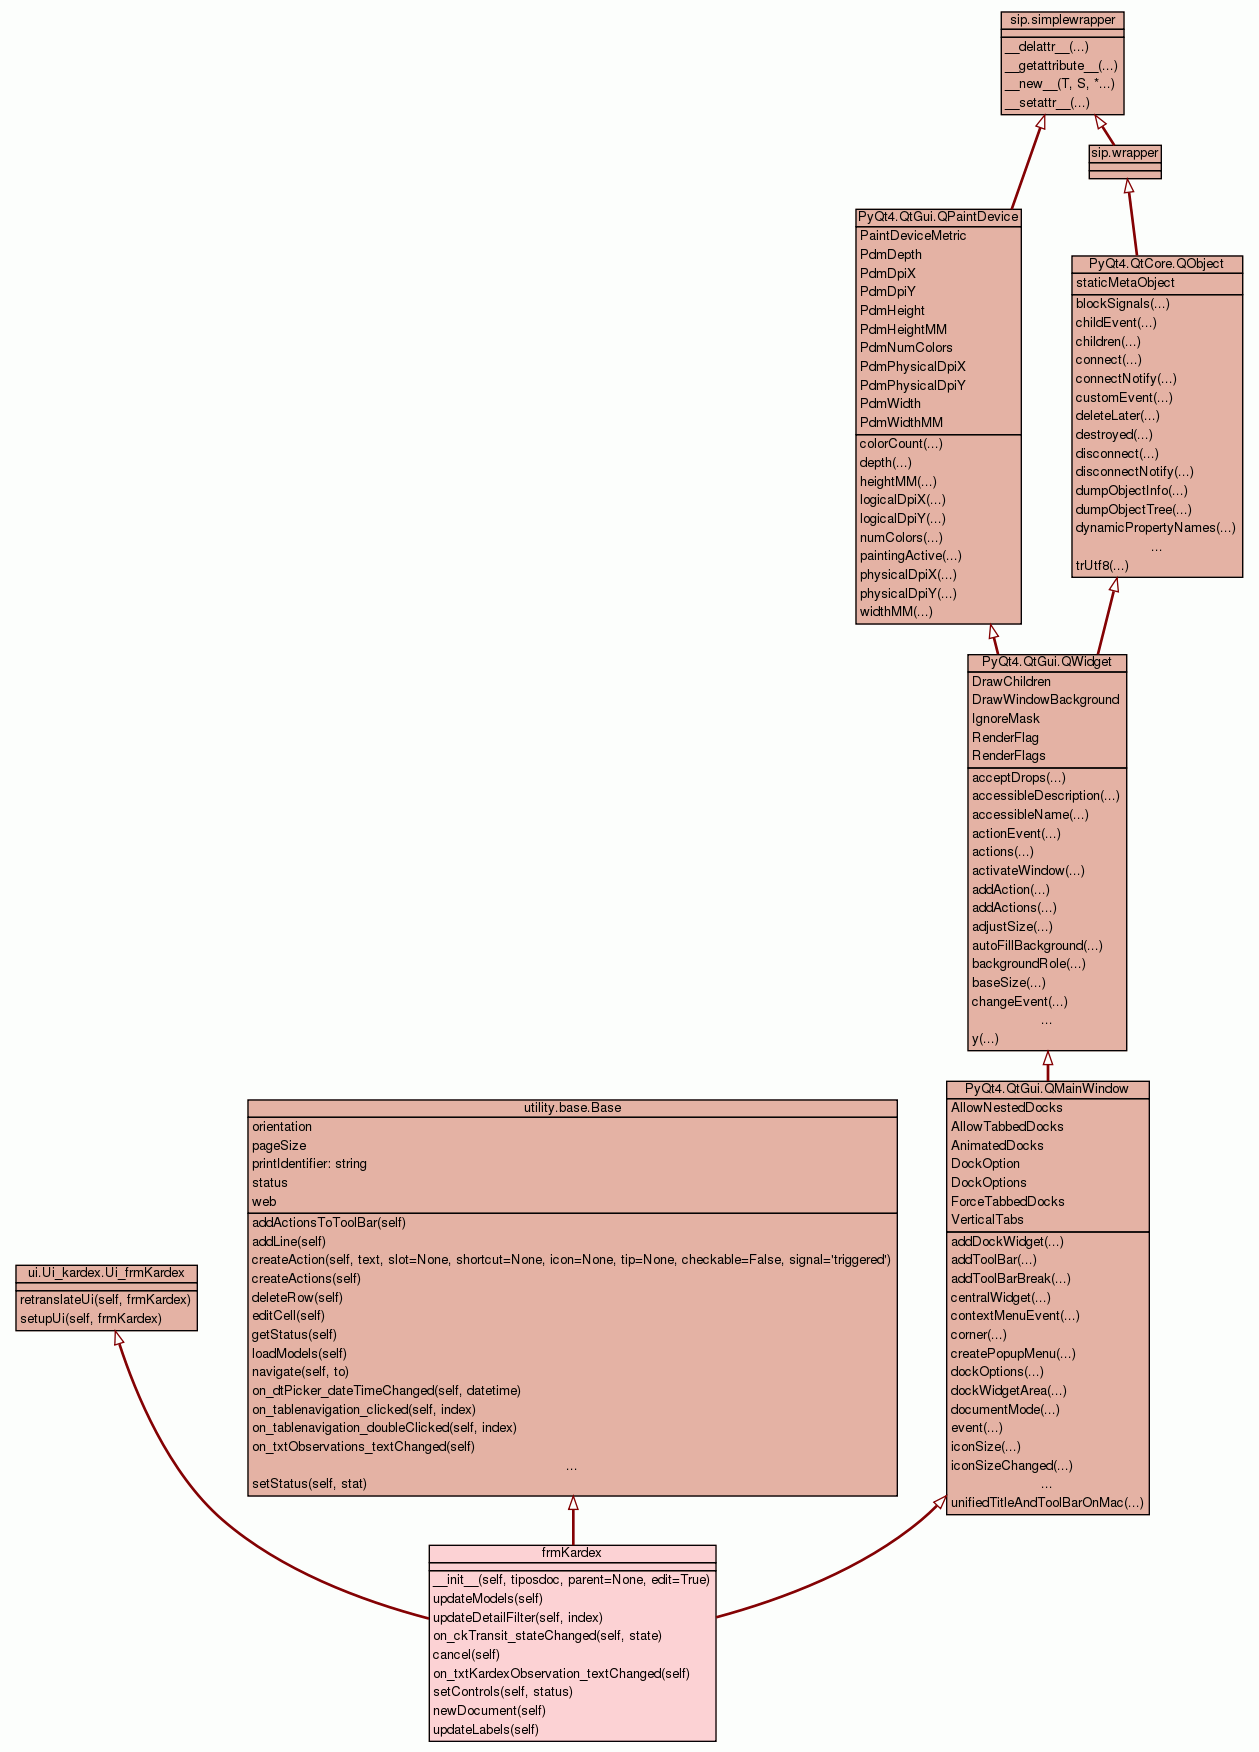 sip.simplewrapper
__delattr__(...)
__getattribute__(...)
__new__(T, S, *...)
__setattr__(...)
sip.wrapper
PyQt4.QtGui.QPaintDevice
PaintDeviceMetric
PdmDepth
PdmDpiX
PdmDpiY
PdmHeight
PdmHeightMM
PdmNumColors
PdmPhysicalDpiX
PdmPhysicalDpiY
PdmWidth
PdmWidthMM
colorCount(...)
depth(...)
heightMM(...)
logicalDpiX(...)
logicalDpiY(...)
numColors(...)
paintingActive(...)
physicalDpiX(...)
physicalDpiY(...)
widthMM(...)
PyQt4.QtCore.QObject
staticMetaObject
blockSignals(...)
childEvent(...)
children(...)
connect(...)
connectNotify(...)
customEvent(...)
deleteLater(...)
destroyed(...)
disconnect(...)
disconnectNotify(...)
dumpObjectInfo(...)
dumpObjectTree(...)
dynamicPropertyNames(...)
...
trUtf8(...)
PyQt4.QtGui.QWidget
DrawChildren
DrawWindowBackground
IgnoreMask
RenderFlag
RenderFlags
acceptDrops(...)
accessibleDescription(...)
accessibleName(...)
actionEvent(...)
actions(...)
activateWindow(...)
addAction(...)
addActions(...)
adjustSize(...)
autoFillBackground(...)
backgroundRole(...)
baseSize(...)
changeEvent(...)
...
y(...)
PyQt4.QtGui.QMainWindow
AllowNestedDocks
AllowTabbedDocks
AnimatedDocks
DockOption
DockOptions
ForceTabbedDocks
VerticalTabs
addDockWidget(...)
addToolBar(...)
addToolBarBreak(...)
centralWidget(...)
contextMenuEvent(...)
corner(...)
createPopupMenu(...)
dockOptions(...)
dockWidgetArea(...)
documentMode(...)
event(...)
iconSize(...)
iconSizeChanged(...)
...
unifiedTitleAndToolBarOnMac(...)
utility.base.Base
orientation
pageSize
printIdentifier: string
status
web
addActionsToToolBar(self)
addLine(self)
createAction(self, text, slot=None, shortcut=None, icon=None, tip=None, checkable=False, signal='triggered')
createActions(self)
deleteRow(self)
editCell(self)
getStatus(self)
loadModels(self)
navigate(self, to)
on_dtPicker_dateTimeChanged(self, datetime)
on_tablenavigation_clicked(self, index)
on_tablenavigation_doubleClicked(self, index)
on_txtObservations_textChanged(self)
...
setStatus(self, stat)
ui.Ui_kardex.Ui_frmKardex
retranslateUi(self, frmKardex)
setupUi(self, frmKardex)
frmKardex
__init__(self, tiposdoc, parent=None, edit=True)
updateModels(self)
updateDetailFilter(self, index)
on_ckTransit_stateChanged(self, state)
cancel(self)
on_txtKardexObservation_textChanged(self)
setControls(self, status)
newDocument(self)
updateLabels(self)